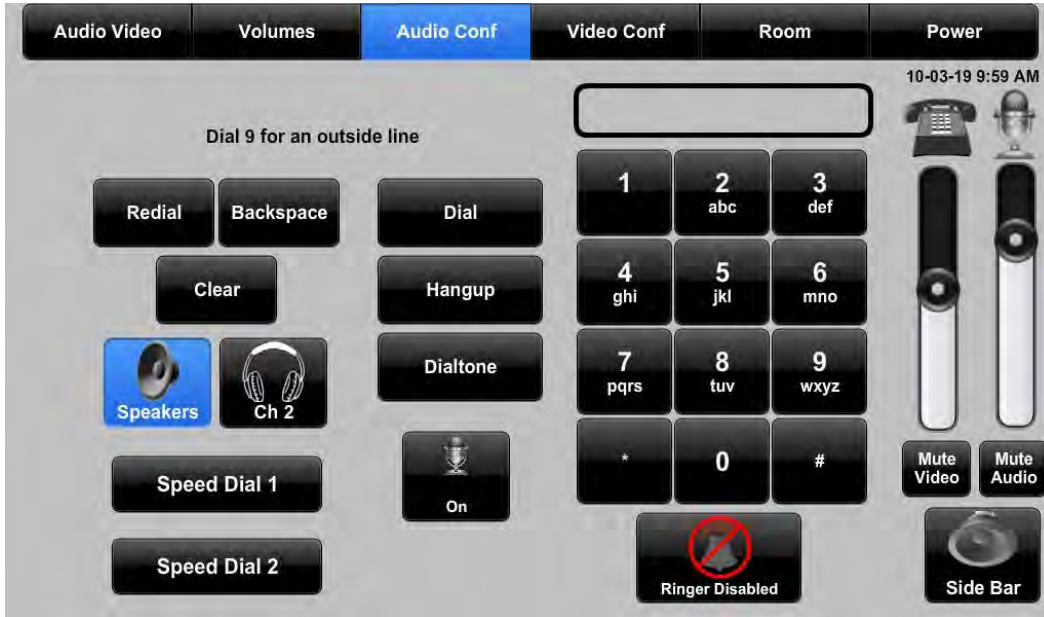 Audio Video
Volumes
Audio Conf
Video Conf
Room
Power
10-03-19 9:59 AM
Dial 9 for an outside line
Redial
Backspace
Clear
Speakers
Ch 2
Speed Dial 1
Speed Dial 2
Dial
Hangup
Dialtone
On
1
2
abc
3
def
4
ghi
5
jkl
6
mno
7
pqrs
8
tuv
9
wxyz
*
0
#
Ringer Disabled
Mute
Video
Mute
Audio
Side Bar